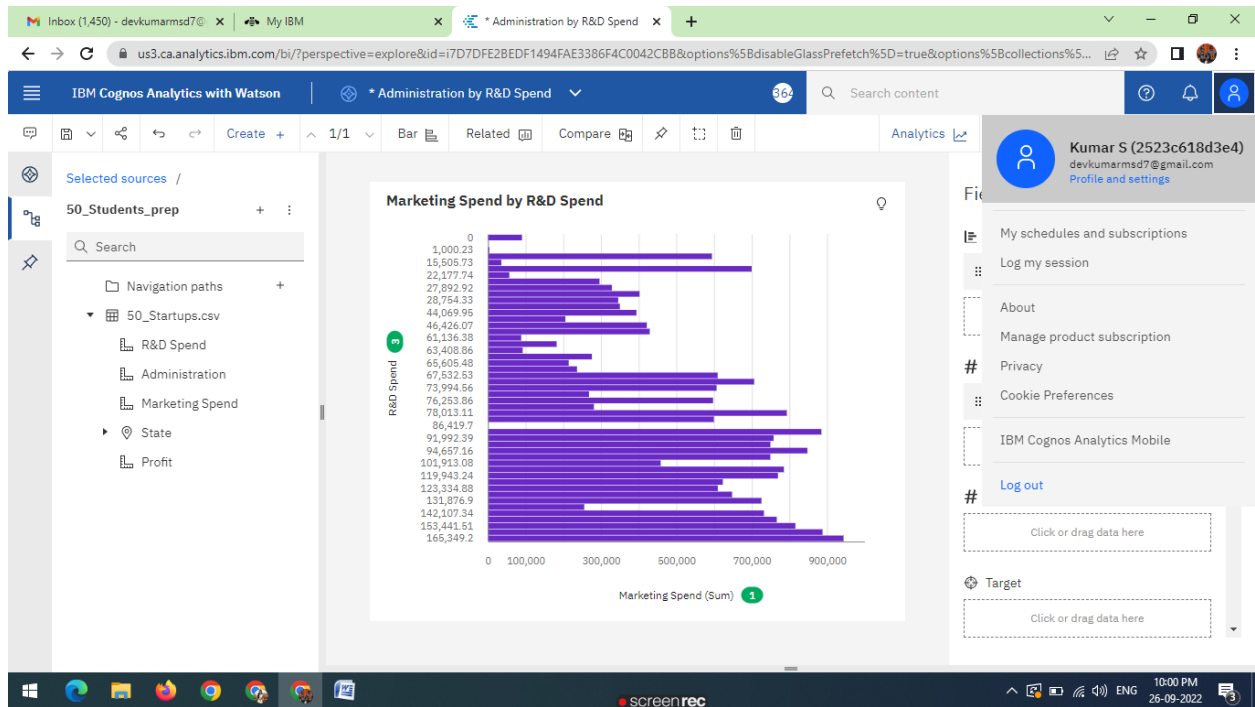 Inbox (1,450) - devkumarmsd7@
My IBM
* Administration by R&D Spend
us3.ca.analytics.ibm.com/bi/?perspective=explore&id=i7D7DFE2BEDF1494FAE3386F4C0042CBB&options%5BdisableGlassPrefetch%5D=true&options%5Bcollections%5...
IBM Cognos Analytics with Watson
* Administration by R&D Spend
364
Search content
Create +
1/1
Bar
Related
Compare
Analytics
Kumar S (2523c618d3e4)
devkumarmsd7@gmail.com
Profile and settings
My schedules and subscriptions
Log my session
About
Manage product subscription
Privacy
Cookie Preferences
IBM Cognos Analytics Mobile
Log out
Selected sources /
50_Students_prep
Search
Navigation paths
50_Startups.csv
R&D Spend
Administration
Marketing Spend
State
Profit
Marketing Spend by R&D Spend
0
1,000.23
15,505.73
22,177.74
27,892.92
28,754.33
44,069.95
46,426.07
61,136.38
63,408.86
65,605.48
67,532.53
73,994.56
76,253.86
78,013.11
86,419.7
91,992.39
94,657.16
101,913.08
119,943.24
123,334.88
131,876.9
142,107.34
153,441.51
165,349.2
3
R&D Spend
0 100,000 300,000 500,000 700,000 900,000
Marketing Spend (Sum) 1
Fie
#
#
#
Click or drag data here
Target
Click or drag data here
screenrec
ENG
10:00 PM
26-09-2022
3